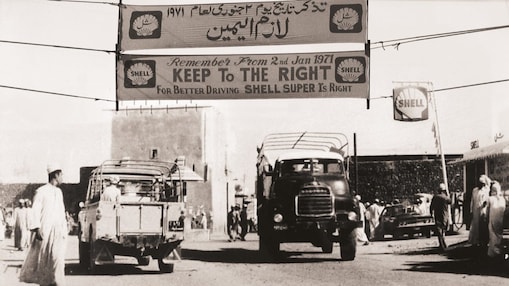 تذكر تاريخ يوم ٢ جنوري لعام ١٩٧١
لازم اليمين
SHELL
Remember From 2nd Jan 1971
KEEP TO THE RIGHT
FOR BETTER DRIVING SHELL SUPER IS RIGHT
SHELL
SHELL